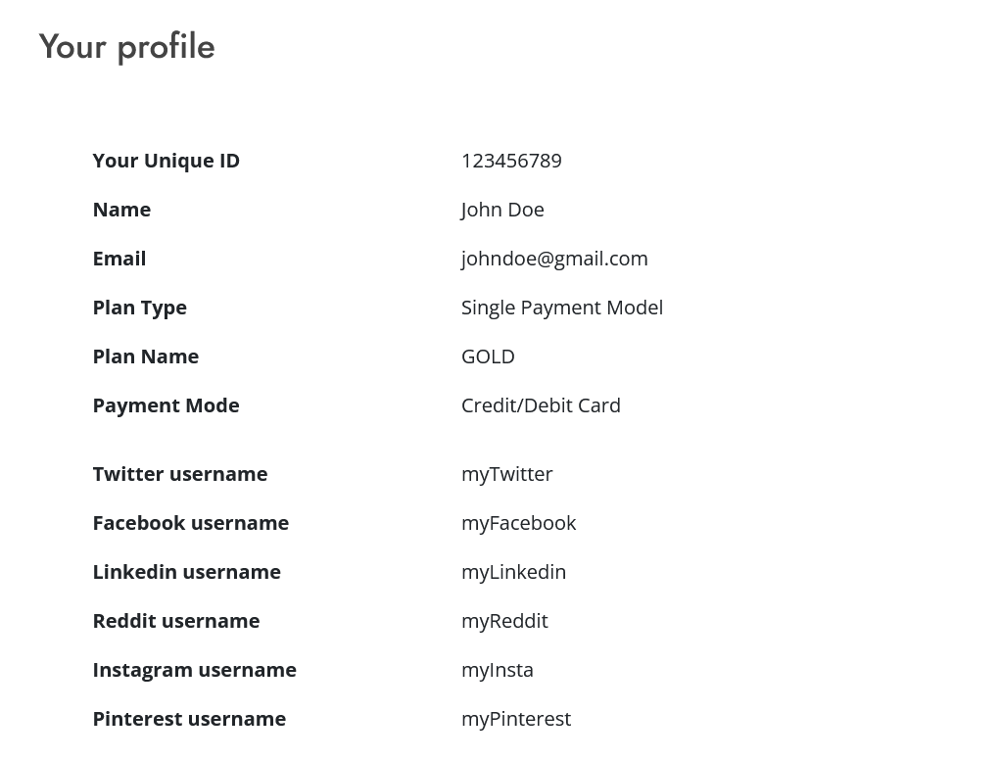 Your profile
Your Unique ID 123456789
Name John Doe
Email johndoe@gmail.com
Plan Type Single Payment Model
Plan Name GOLD
Payment Mode Credit/Debit Card
Twitter username myTwitter
Facebook username myFacebook
Linkedin username myLinkedin
Reddit username myReddit
Instagram username myInsta
Pinterest username myPinterest